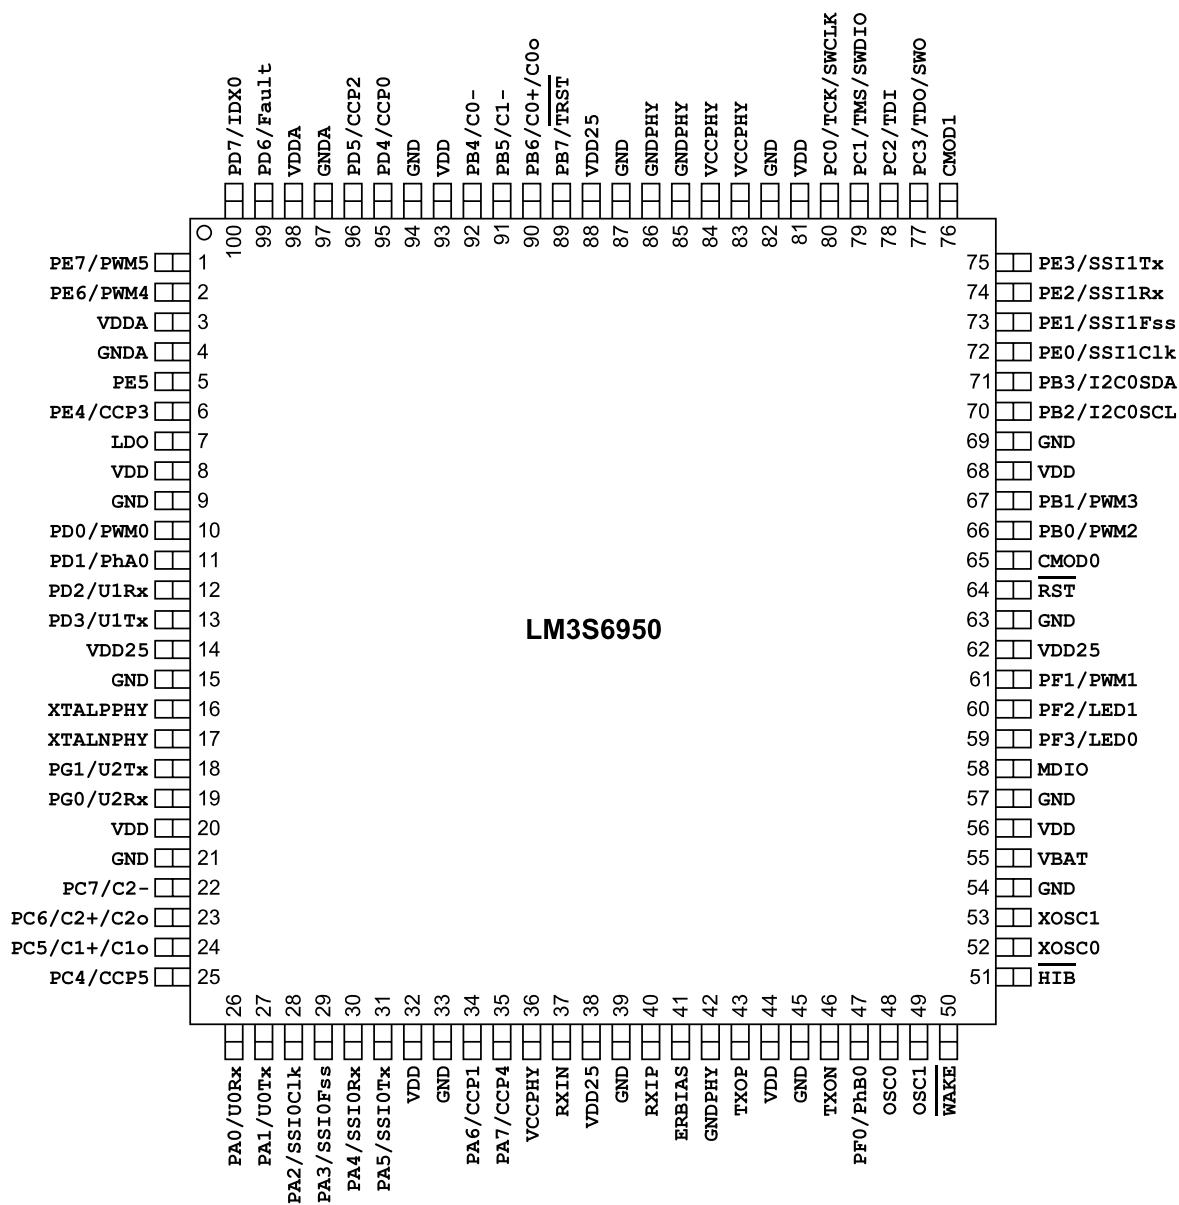 PD7/IDX0
PD6/Fault
VDDA
GNDA
PD5/CCP2
PD4/CCP0
GND
VDD
PB4/C0-
PB5/C1-
PB6/C0+/C0o
PB7/TRST
VDD25
GND
GNDPHY
GNDPHY
VCCPHY
VCCPHY
GND
VDD
PC0/TCK/SWCLK
PC1/TMS/SWDIO
PC2/TDI
PC3/TDO/SWO
CMOD1
100 99 98 97 96 95 94 93 92 91 90 89 88 87 86 85 84 83 82 81 80 79 78 77 76
PE7/PWM5 1
PE6/PWM4 2
VDDA 3
GNDA 4
PE5 5
PE4/CCP3 6
LDO 7
VDD 8
GND 9
PD0/PWM0 10
PD1/PhA0 11
PD2/U1Rx 12
PD3/U1Tx 13
VDD25 14
GND 15
XTALPPHY 16
XTALNPHY 17
PG1/U2Tx 18
PG0/U2Rx 19
VDD 20
GND 21
PC7/C2- 22
PC6/C2+/C2o 23
PC5/C1+/C1o 24
PC4/CCP5 25
LM3S6950
75 PE3/SSI1Tx
74 PE2/SSI1Rx
73 PE1/SSI1Fss
72 PE0/SSI1Clk
71 PB3/I2C0SDA
70 PB2/I2C0SCL
69 GND
68 VDD
67 PB1/PWM3
66 PB0/PWM2
65 CMOD0
64 RST
63 GND
62 VDD25
61 PF1/PWM1
60 PF2/LED1
59 PF3/LED0
58 MDIO
57 GND
56 VDD
55 VBAT
54 GND
53 XOSC1
52 XOSC0
51 HIB
26 27 28 29 30 31 32 33 34 35 36 37 38 39 40 41 42 43 44 45 46 47 48 49 50
PA0/U0Rx
PA1/U0Tx
PA2/SSI0Clk
PA3/SSI0Fss
PA4/SSI0Rx
PA5/SSI0Tx
VDD
GND
PA6/CCP1
PA7/CCP4
VCCPHY
RXIN
VDD25
GND
RXIP
ERBIAS
GNDPHY
TXOP
VDD
GND
TXON
PF0/PhB0
OSC0
OSC1
WAKE